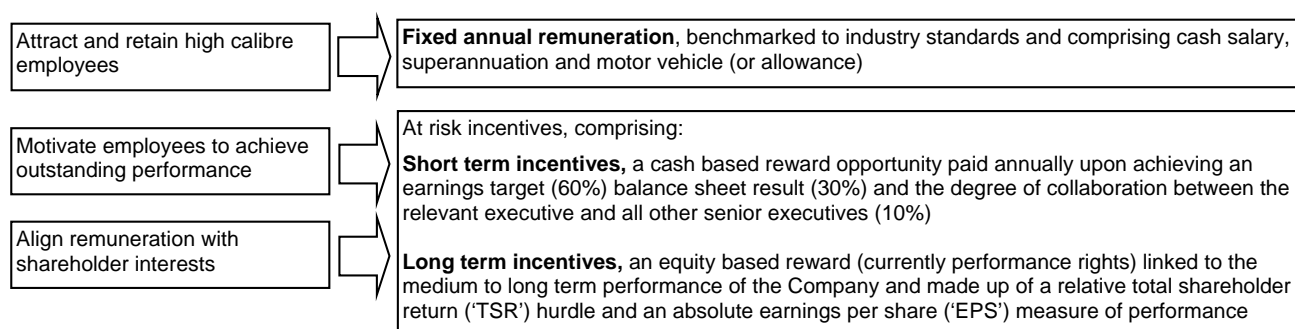 Attract and retain high calibre
employees
Fixed annual remuneration, benchmarked to industry standards and comprising cash salary,
superannuation and motor vehicle (or allowance)
Motivate employees to achieve
outstanding performance
Align remuneration with
shareholder interests
At risk incentives, comprising:
Short term incentives, a cash based reward opportunity paid annually upon achieving an
earnings target (60%) balance sheet result (30%) and the degree of collaboration between the
relevant executive and all other senior executives (10%)
Long term incentives, an equity based reward (currently performance rights) linked to the
medium to long term performance of the Company and made up of a relative total shareholder
return (‘TSR’) hurdle and an absolute earnings per share (‘EPS’) measure of performance